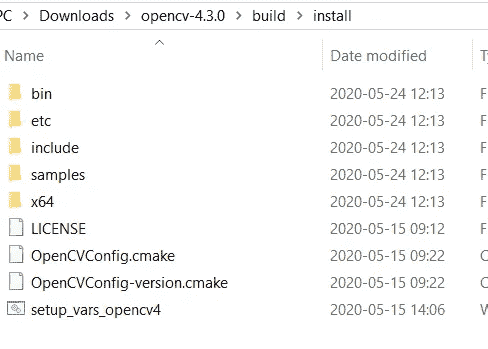 PC > Downloads > opencv-4.3.0 > build > install
Name Date modified
bin 2020-05-24 12:13
etc 2020-05-24 12:13
include 2020-05-24 12:13
samples 2020-05-24 12:13
x64 2020-05-24 12:13
LICENSE 2020-05-15 09:12
OpenCVConfig.cmake 2020-05-15 09:22
OpenCVConfig-version.cmake 2020-05-15 09:22
setup_vars_opencv4 2020-05-15 14:06